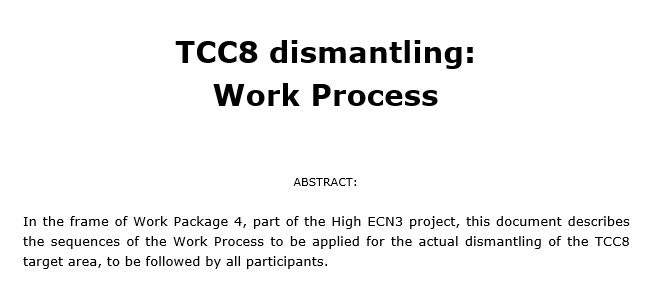 TCC8 dismantling:
Work Process
ABSTRACT:
In the frame of Work Package 4, part of the High ECN3 project, this document describes
the sequences of the Work Process to be applied for the actual dismantling of the TCC8
target area, to be followed by all participants.